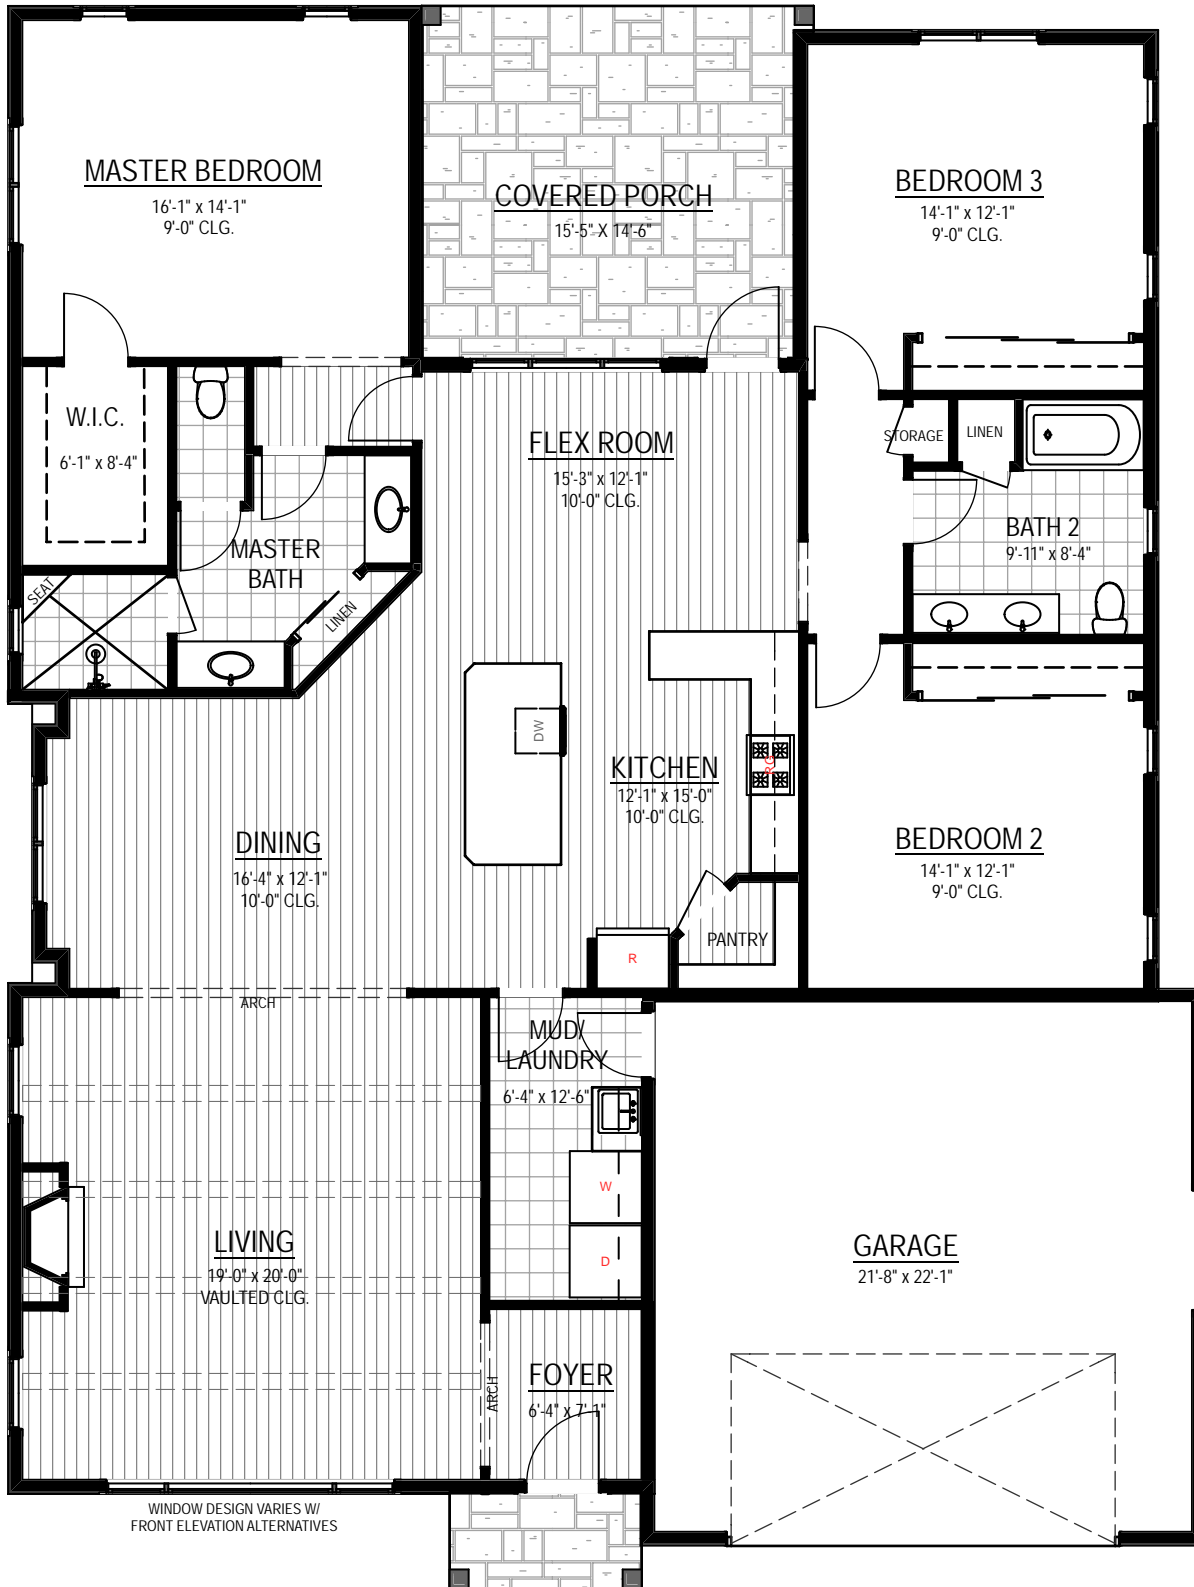 MASTER BEDROOM
16'-1" x 14'-1"
9'-0" CLG.
COVERED PORCH
15'-5" X 14'-6"
BEDROOM 3
14'-1" x 12'-1"
9'-0" CLG.
W.I.C.
6'-1" x 8'-4"
FLEX ROOM
15'-3" x 12'-1"
10'-0" CLG.
STORAGE
LINEN
MASTER
BATH
BATH 2
9'-11" x 8'-4"
SEAT
LINEN
DW
KITCHEN
12'-1" x 15'-0"
10'-0" CLG.
RG
DINING
16'-4" x 12'-1"
10'-0" CLG.
BEDROOM 2
14'-1" x 12'-1"
9'-0" CLG.
PANTRY
R
ARCH
MUD/
LAUNDRY
6'-4" x 12'-6"
W
D
LIVING
19'-0" x 20'-0"
VAULTED CLG.
GARAGE
21'-8" x 22'-1"
FOYER
6'-4" x 7'-1"
ARCH
WINDOW DESIGN VARIES W/
FRONT ELEVATION ALTERNATIVES